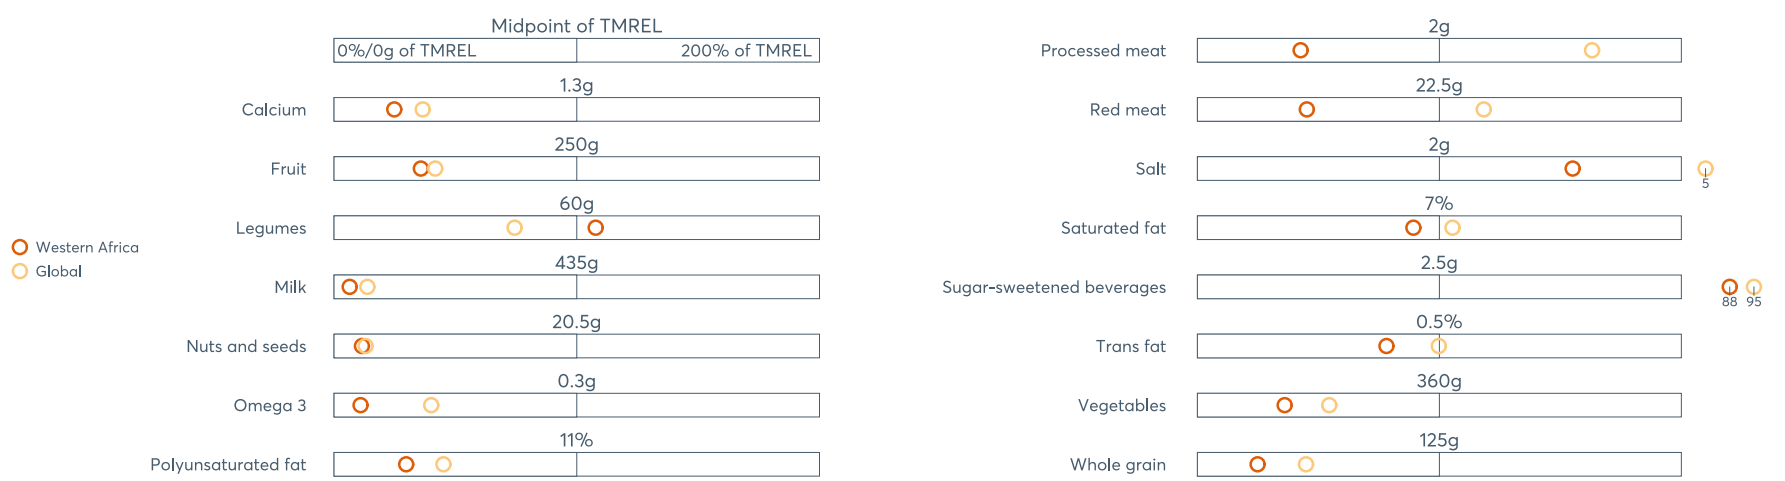 Western Africa
Global
Midpoint of TMREL
0%/0g of TMREL 200% of TMREL
Calcium 1.3g
Fruit 250g
Legumes 60g
Milk 435g
Nuts and seeds 20.5g
Omega 3 0.3g
Polyunsaturated fat 11%
Processed meat 2g
Red meat 22.5g
Salt 2g
5
Saturated fat 7%
Sugar-sweetened beverages 2.5g
88 95
Trans fat 0.5%
Vegetables 360g
Whole grain 125g